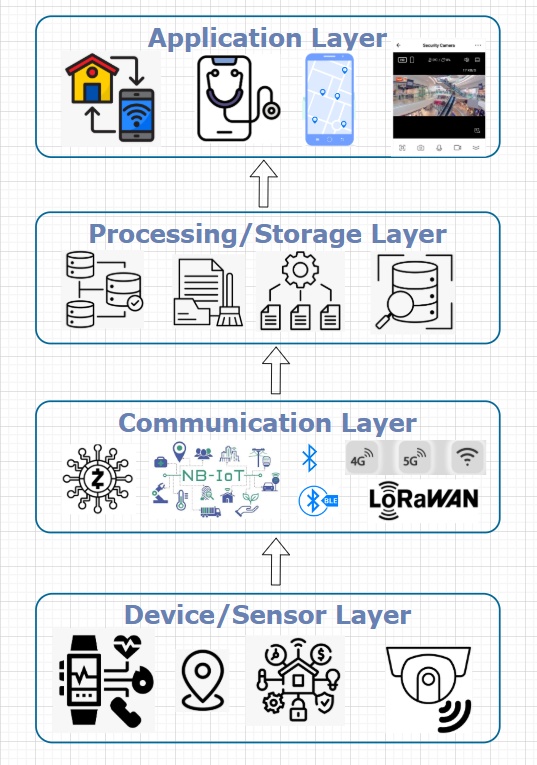 Application Layer
Security Camera
Processing/Storage Layer
Communication Layer
NB-IoT
4G
5G
BLE
LoRaWAN
Device/Sensor Layer